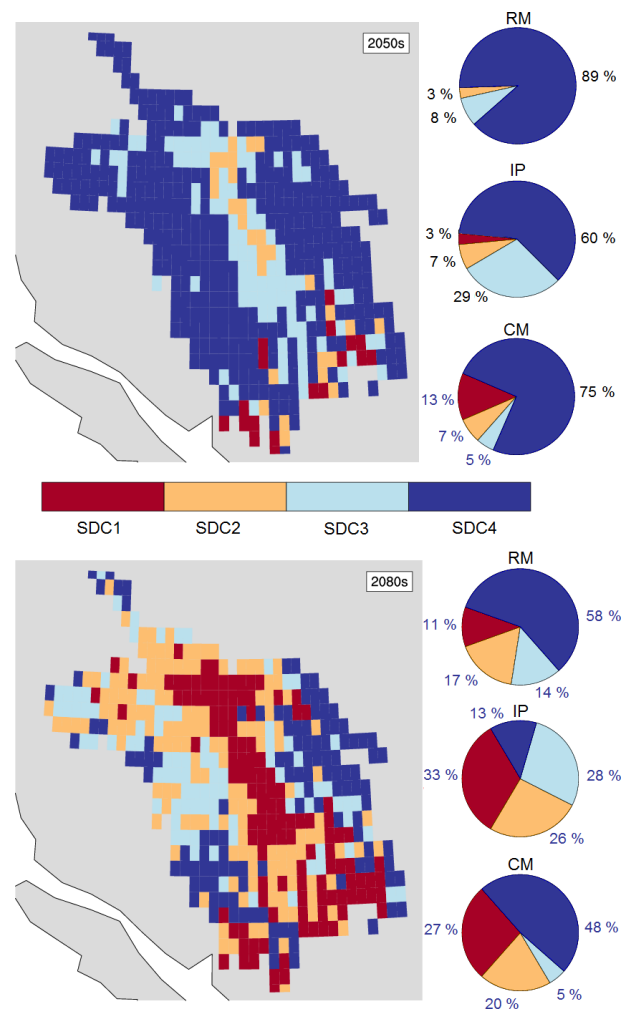 2050s
RM
89 %
3 %
8 %
IP
3 %
60 %
7 %
29 %
CM
13 %
75 %
7 %
5 %
SDC1 SDC2 SDC3 SDC4
2080s
RM
11 %
58 %
17 %
14 %
IP
13 %
33 %
28 %
26 %
CM
27 %
48 %
5 %
20 %